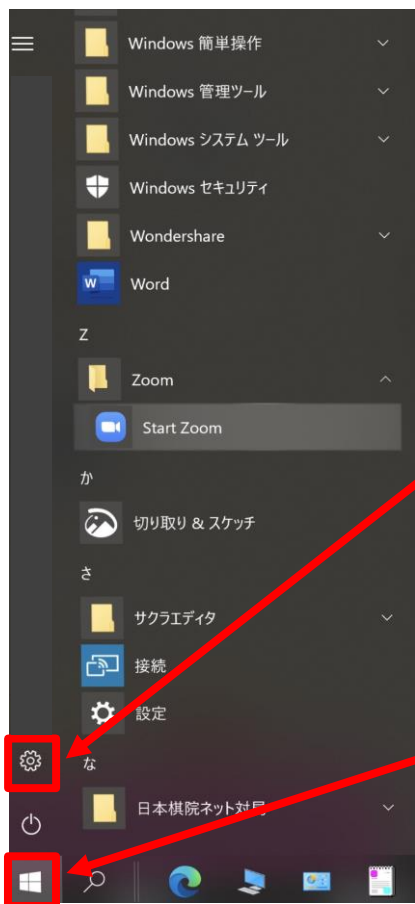 Windows 簡単操作
Windows 管理ツール
Windows システム ツール
Windows セキュリティ
Wondershare
Word
Z
Zoom
Start Zoom
か
切り取り & スケッチ
さ
サクラエディタ
接続
設定
な
日本棋院ネット対局